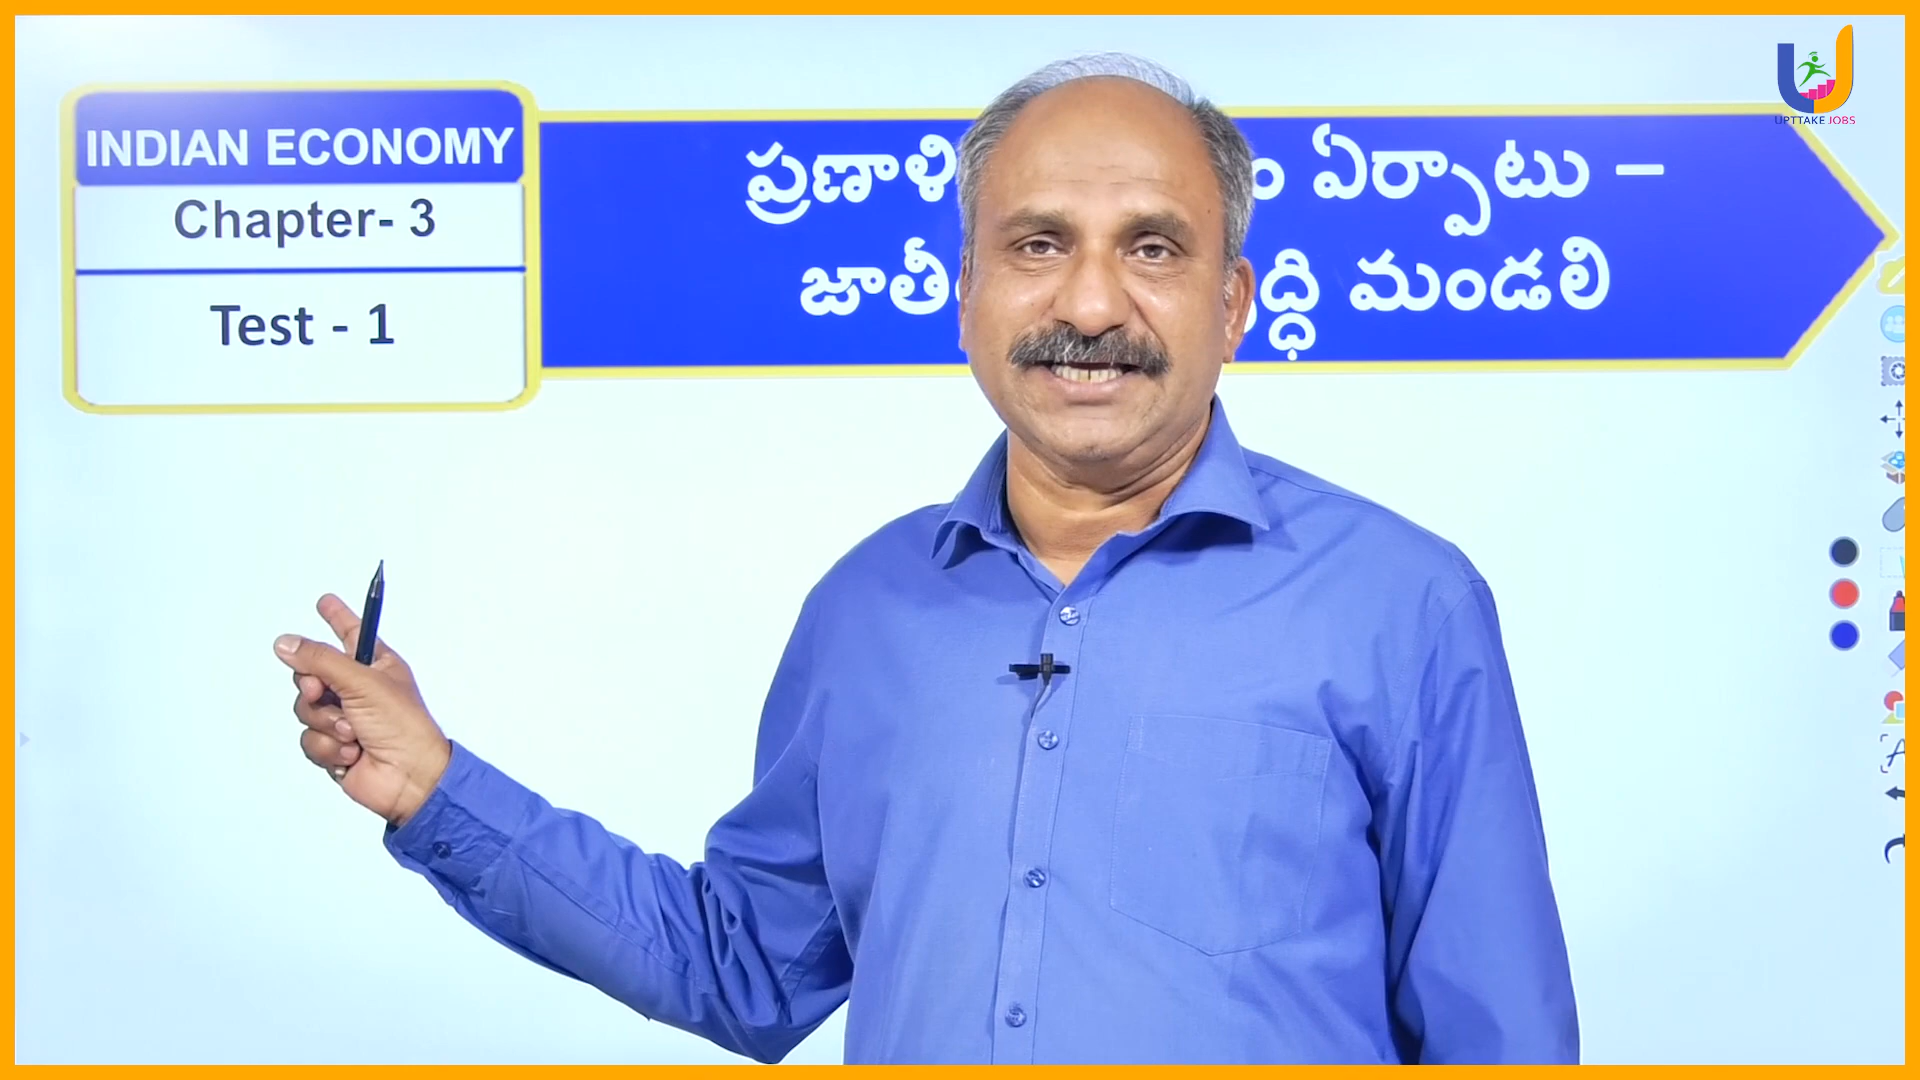 INDIAN ECONOMY
Chapter- 3
Test - 1
ఏర్పాటు –
మండలి
UPTTAKE JOBS